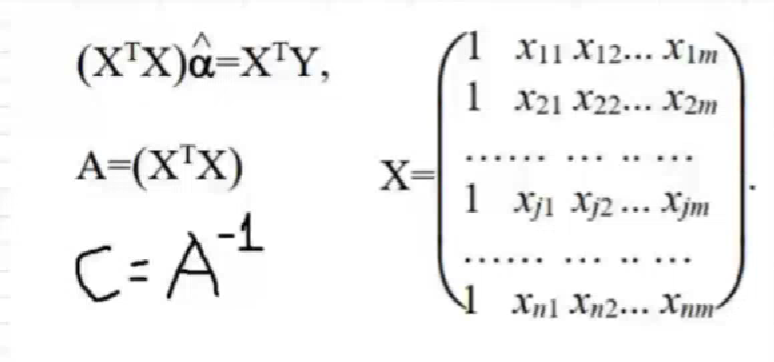 (XᵀX)α̂=XᵀY,
A=(XᵀX)
C=A⁻¹
X=
1 x₁₁ x₁₂... x₁ₘ
1 x₂₁ x₂₂... x₂ₘ
...... ... .. ...
1 xⱼ₁ xⱼ₂ ... xⱼₘ
...... ... .. ...
1 xₙ₁ xₙ₂... xₙₘ
.